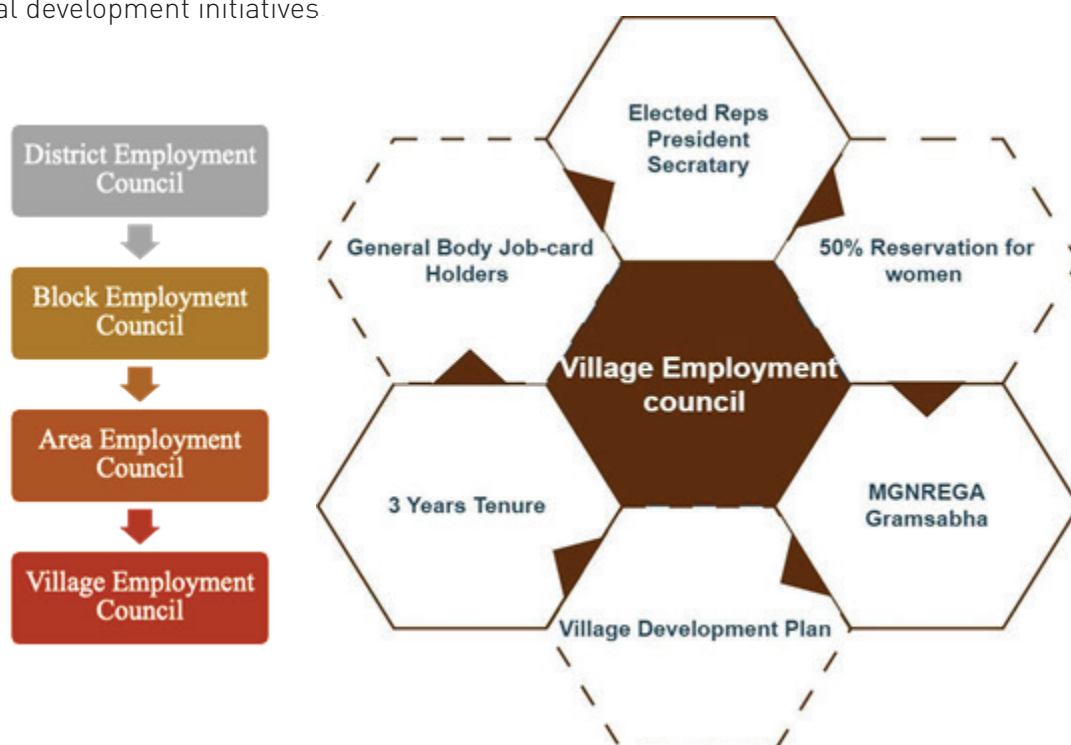 al development initiatives
District Employment
Council
Block Employment
Council
Area Employment
Council
Village Employment
Council
Elected Reps
President
Secratary
General Body Job-card
Holders
50% Reservation for
women
Village Employment
council
3 Years Tenure
MGNREGA
Gramsabha
Village Development Plan